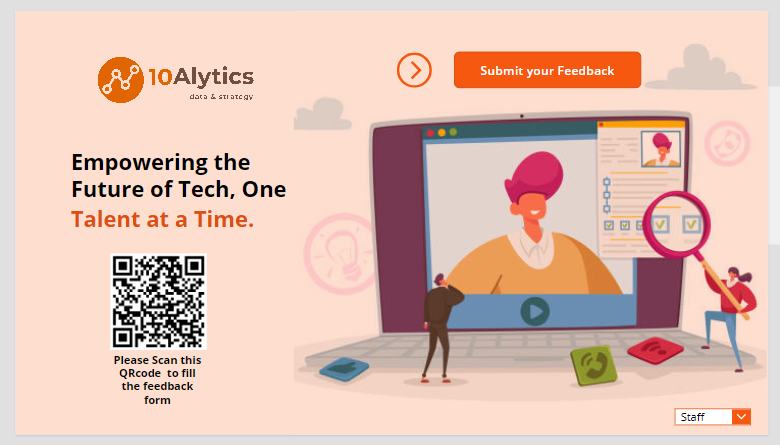 10Alytics
data & strategy
Submit your Feedback
Empowering the
Future of Tech, One
Talent at a Time.
Please Scan this
QRcode to fill
the feedback
form
Staff